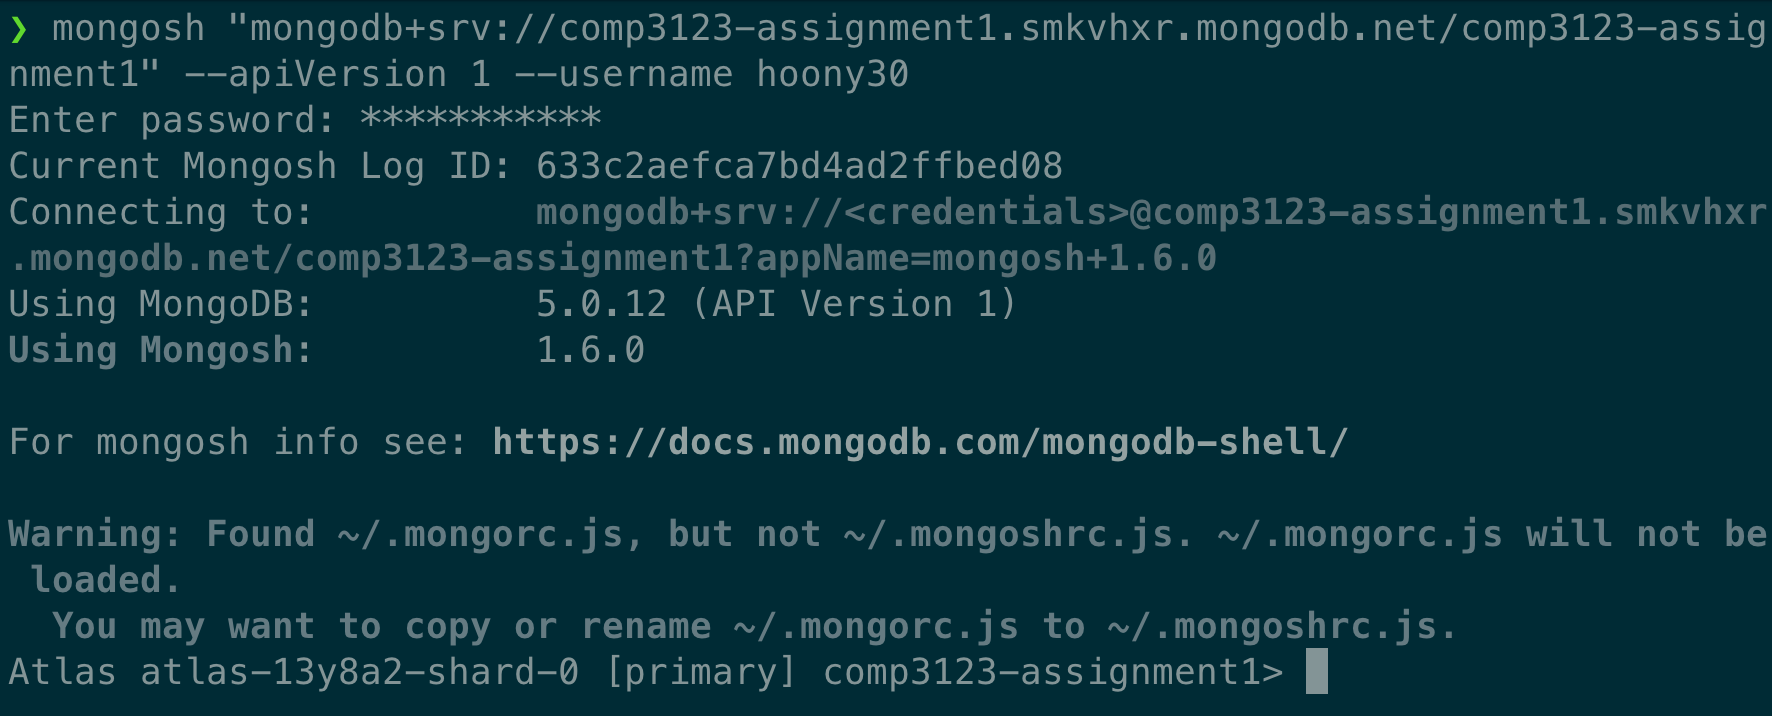 ❯ mongosh "mongodb+srv://comp3123-assignment1.smkvhxr.mongodb.net/comp3123-assig
nment1" --apiVersion 1 --username hoony30
Enter password: ***********
Current Mongosh Log ID: 633c2aefca7bd4ad2ffbed08
Connecting to: mongodb+srv://<credentials>@comp3123-assignment1.smkvhxr
.mongodb.net/comp3123-assignment1?appName=mongosh+1.6.0
Using MongoDB: 5.0.12 (API Version 1)
Using Mongosh: 1.6.0
For mongosh info see: https://docs.mongodb.com/mongodb-shell/
Warning: Found ~/.mongorc.js, but not ~/.mongoshrc.js. ~/.mongorc.js will not be
loaded.
You may want to copy or rename ~/.mongorc.js to ~/.mongoshrc.js.
Atlas atlas-13y8a2-shard-0 [primary] comp3123-assignment1>